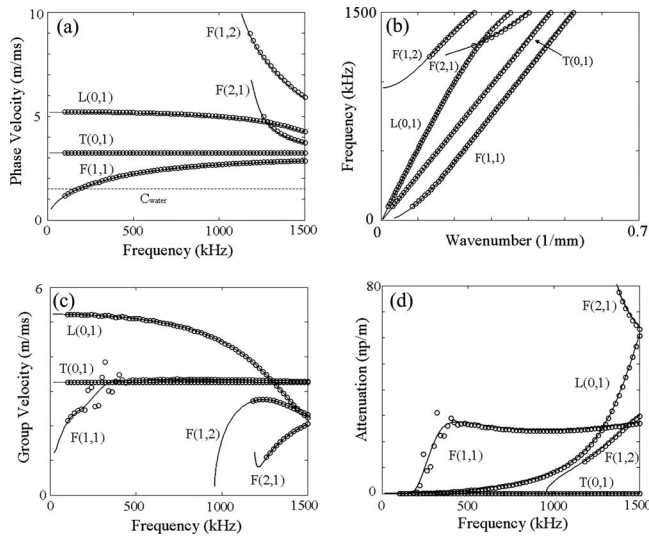 (a)
10
F(1,2)
F(2,1)
L(0,1)
5
T(0,1)
F(1,1)
Cwater
0
0
500
1000
1500
Phase Velocity (m/ms)
Frequency (kHz)
(b)
1500
F(1,2)
F(2,1)
T(0,1)
L(0,1)
F(1,1)
0
0
0.7
Frequency (kHz)
Wavenumber (1/mm)
(c)
6
L(0,1)
T(0,1)
3
F(1,1)
F(1,2)
F(2,1)
0
0
500
1000
1500
Group Velocity (m/ms)
Frequency (kHz)
(d)
80
F(2,1)
L(0,1)
40
F(1,1)
F(1,2)
T(0,1)
0
0
500
1000
1500
Attenuation (np/m)
Frequency (kHz)